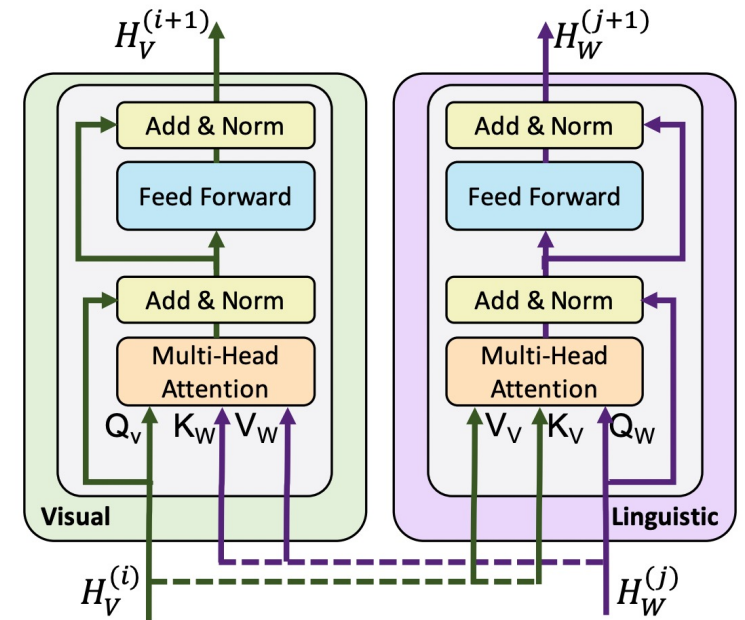 H_V^{(i+1)}
Add & Norm
Feed Forward
Add & Norm
Multi-Head
Attention
Q_v K_W V_W
Visual
H_V^{(i)}
H_W^{(j+1)}
Add & Norm
Feed Forward
Add & Norm
Multi-Head
Attention
V_V K_V Q_W
Linguistic
H_W^{(j)}